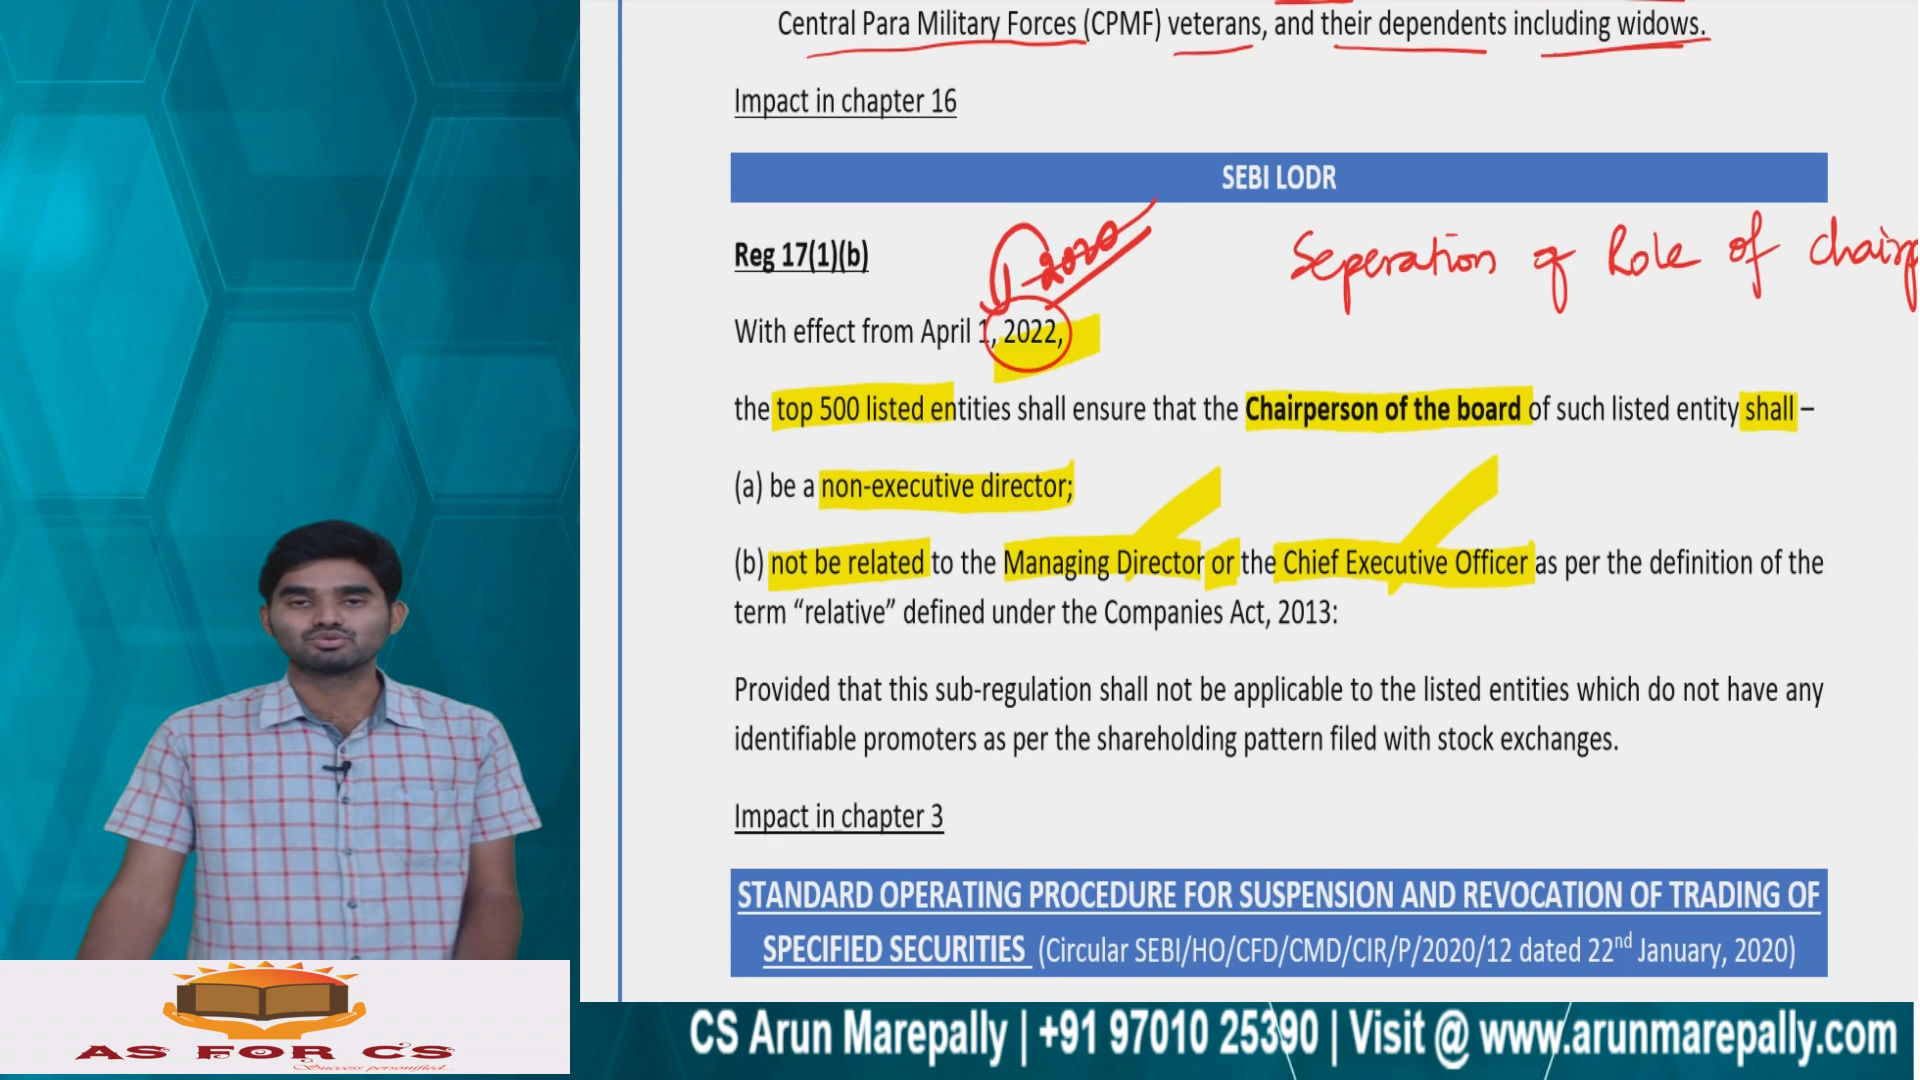 Central Para Military Forces (CPMF) veterans, and their dependents including widows.
Impact in chapter 16
SEBI LODR
Reg 17(1)(b)
2020
Seperation of Role of chairp
With effect from April 1, 2022,
the top 500 listed entities shall ensure that the Chairperson of the board of such listed entity shall –
(a) be a non-executive director;
(b) not be related to the Managing Director or the Chief Executive Officer as per the definition of the
term “relative” defined under the Companies Act, 2013:
Provided that this sub-regulation shall not be applicable to the listed entities which do not have any
identifiable promoters as per the shareholding pattern filed with stock exchanges.
Impact in chapter 3
STANDARD OPERATING PROCEDURE FOR SUSPENSION AND REVOCATION OF TRADING OF
SPECIFIED SECURITIES (Circular SEBI/HO/CFD/CMD/CIR/P/2020/12 dated 22nd January, 2020)
AS FOR CS
Success personified...
CS Arun Marepally | +91 97010 25390 | Visit @ www.arunmarepally.com